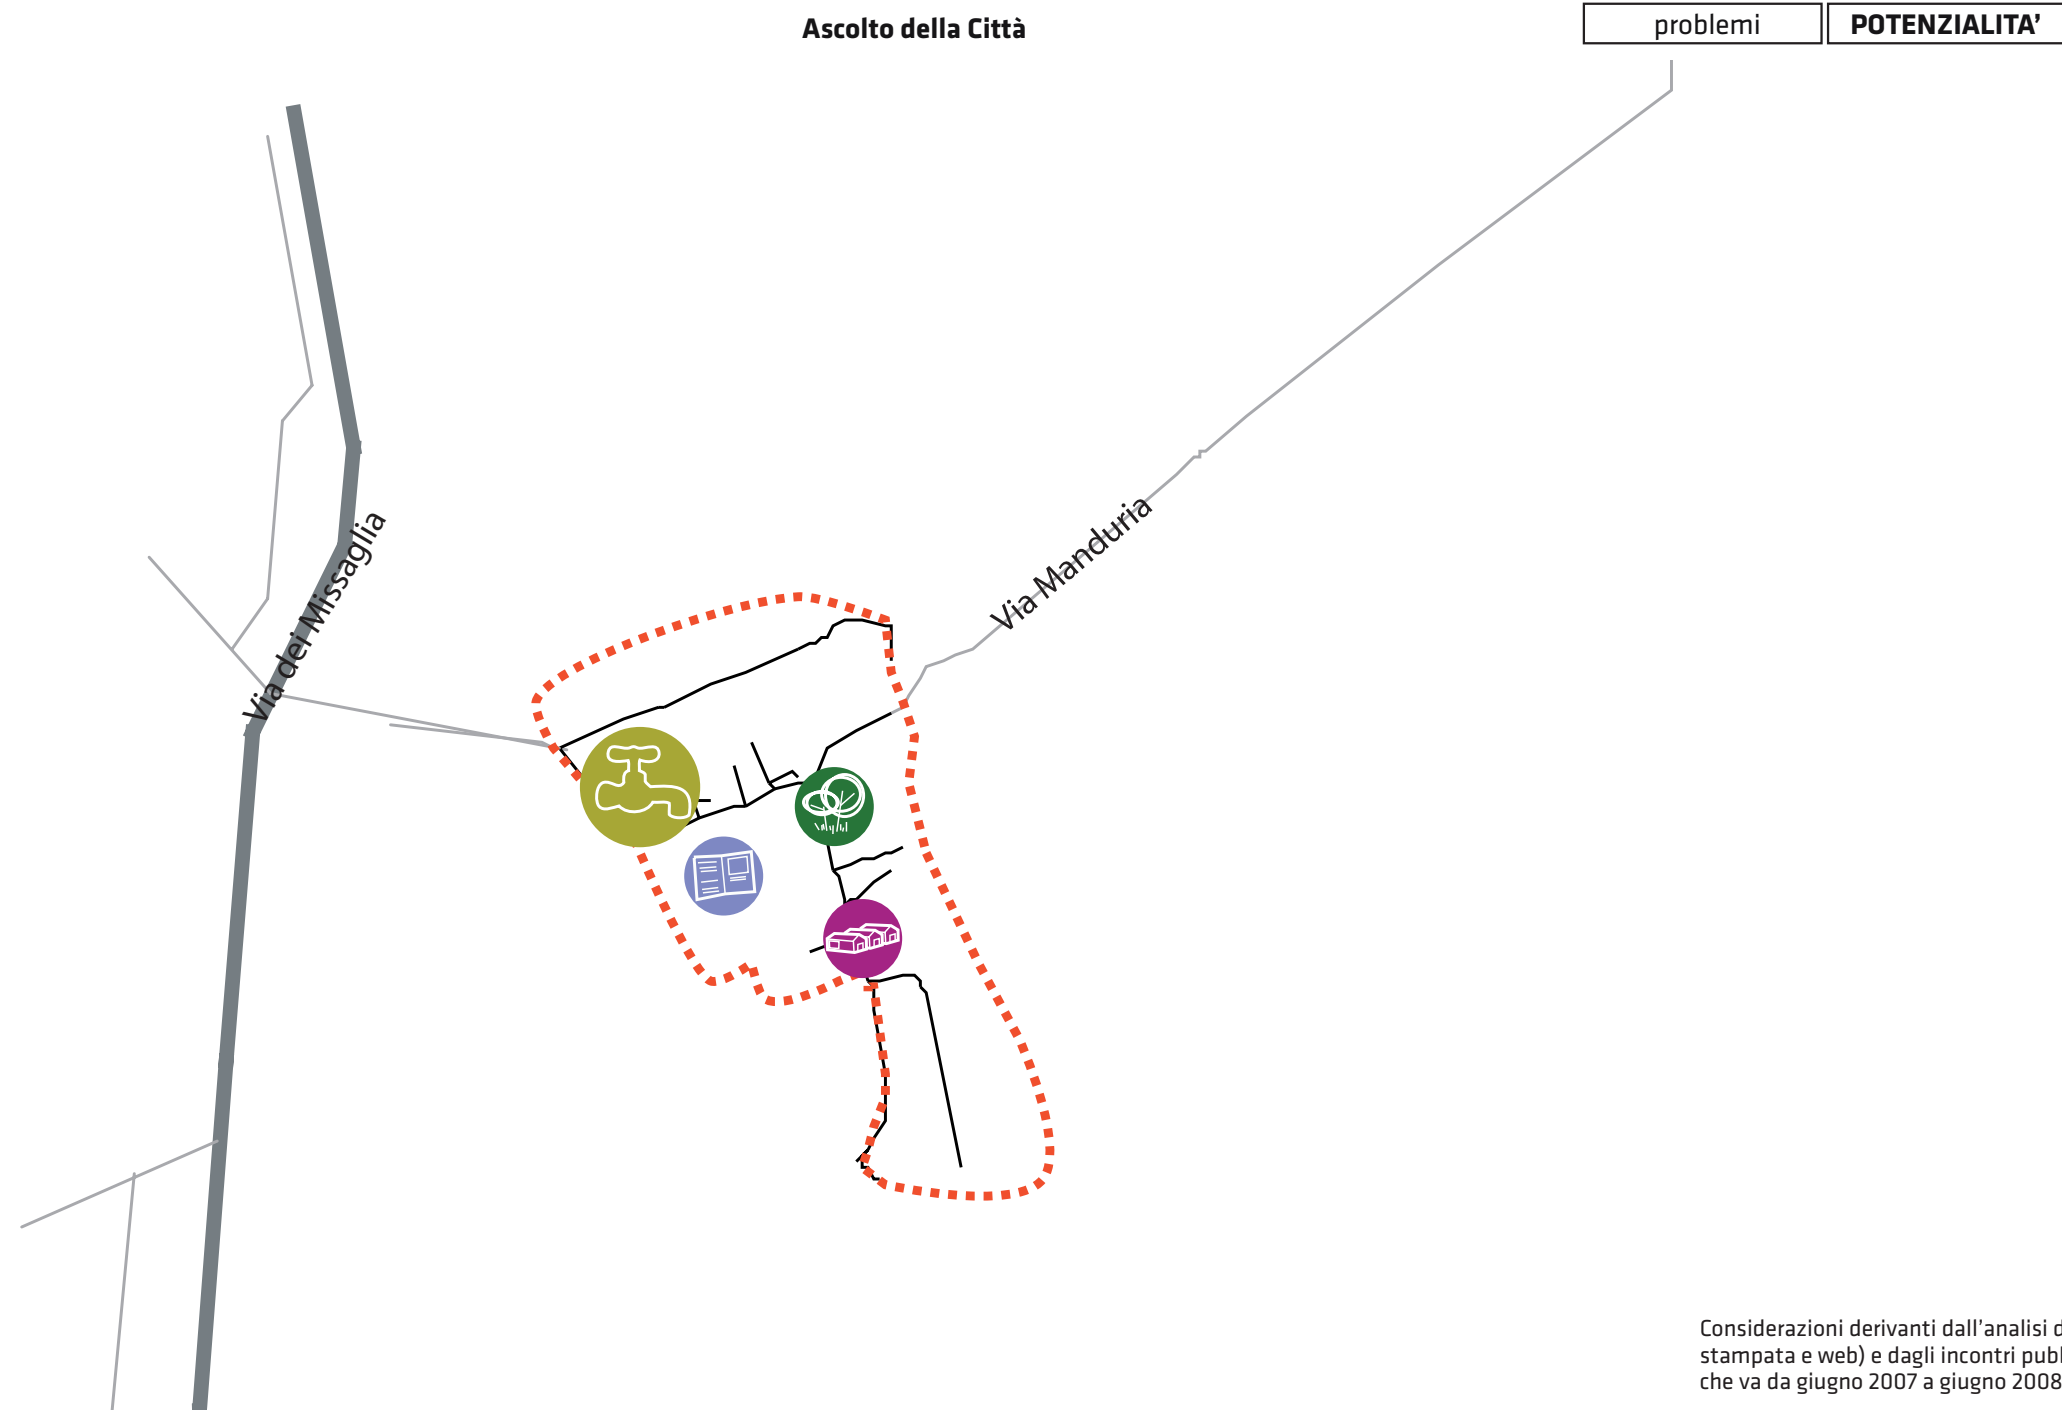 Ascolto della Città
problemi
POTENZIALITA’
Via dei Missaglia
Via Manduria
Considerazioni derivanti dall’analisi
stampata e web) e dagli incontri
che va da giugno 2007 a giugno 2008